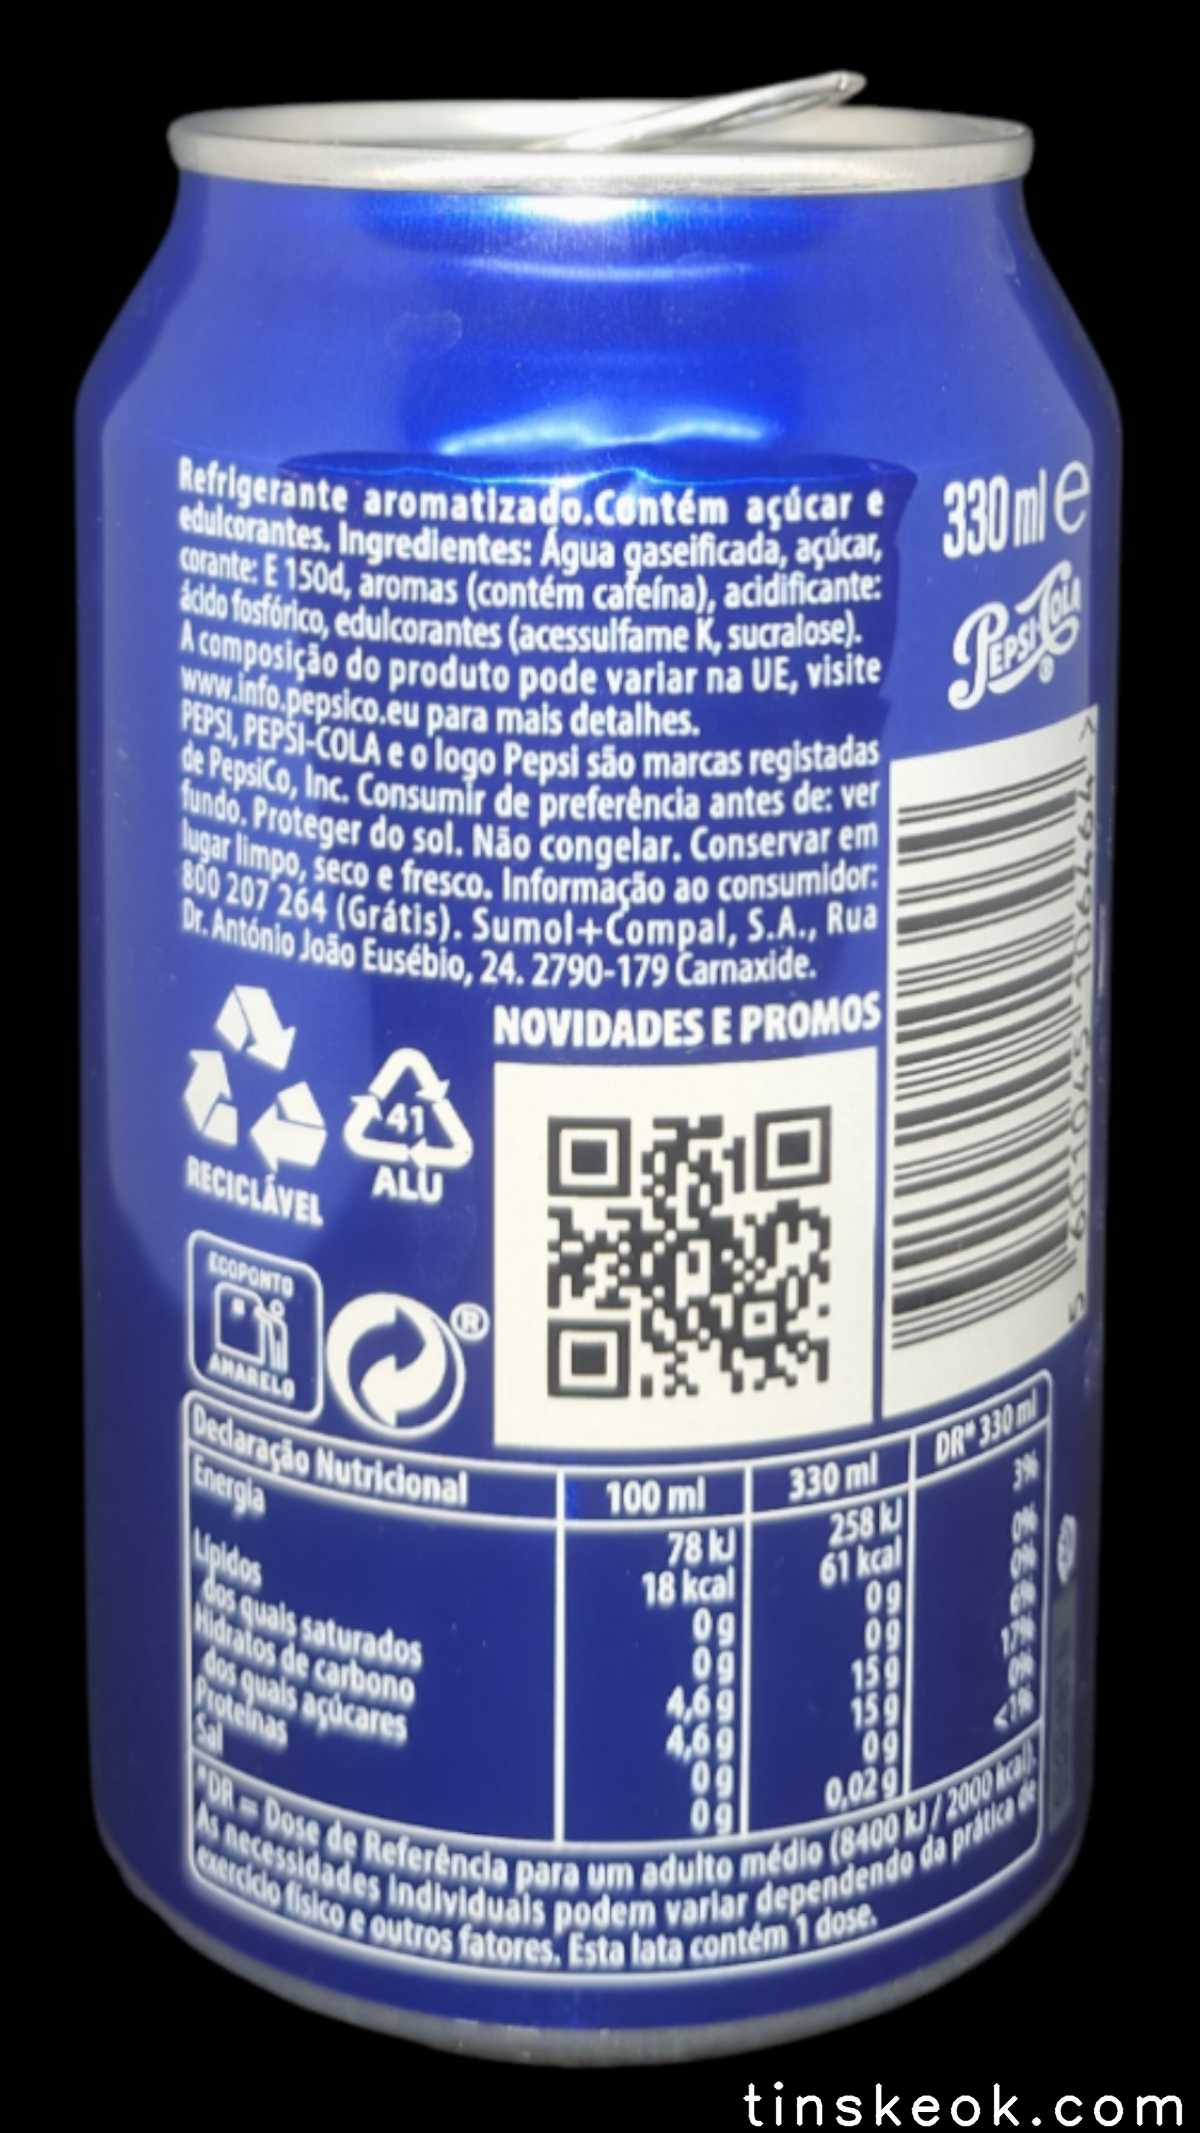 Refrigerante aromatizado.Contém açúcar e
edulcorantes. Ingredientes: Água gaseificada, açúcar,
corante: E 150d, aromas (contém cafeína), acidificante:
ácido fosfórico, edulcorantes (acessulfame K, sucralose).
A composição do produto pode variar na UE, visite
www.info.pepsico.eu para mais detalhes.
PEPSI, PEPSI-COLA e o logo Pepsi são marcas registadas
de PepsiCo, Inc. Consumir de preferência antes de: ver
fundo. Proteger do sol. Não congelar. Conservar em
lugar limpo, seco e fresco. Informação ao consumidor:
800 207 264 (Grátis). Sumol+Compal, S.A., Rua
Dr. António João Eusébio, 24. 2790-179 Carnaxide.
330 ml e
PEPSI-COLA
®
RECICLÁVEL
41
ALU
NOVIDADES E PROMOS
ECOPONTO
AMARELO
®
Declaração Nutricional 100 ml 330 ml DR* 330 ml
Energia 78 kJ 258 kJ 3%
18 kcal 61 kcal
Lípidos 0 g 0 g 0%
dos quais saturados 0 g 0 g 0%
Hidratos de carbono 4,6 g 15 g 6%
dos quais açúcares 4,6 g 15 g 17%
Proteínas 0 g 0 g 0%
Sal 0 g 0,02 g <1%
*DR = Dose de Referência para um adulto médio (8400 kJ / 2000 kcal).
As necessidades individuais podem variar dependendo da prática de
exercício físico e outros fatores. Esta lata contém 1 dose.
tinskeok.com